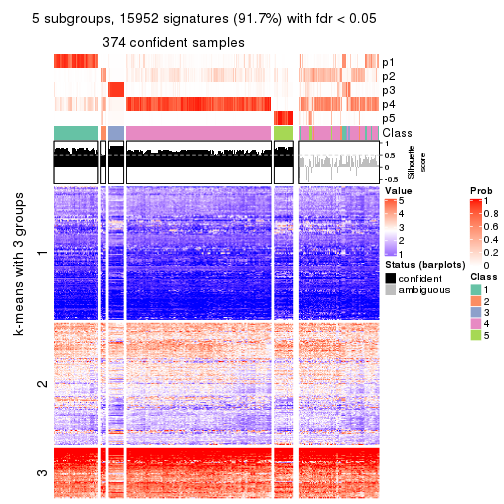 5 subgroups, 15952 signatures (91.7%) with fdr < 0.05
374 confident samples
p1
p2
p3
p4
p5
Class
1
0.5
0
-0.5
Silhouette
score
k-means with 3 groups
1
2
3
Value
5
4
3
2
1
Status (barplots)
confident
ambiguous
Prob
1
0.8
0.6
0.4
0.2
0
Class
1
2
3
4
5